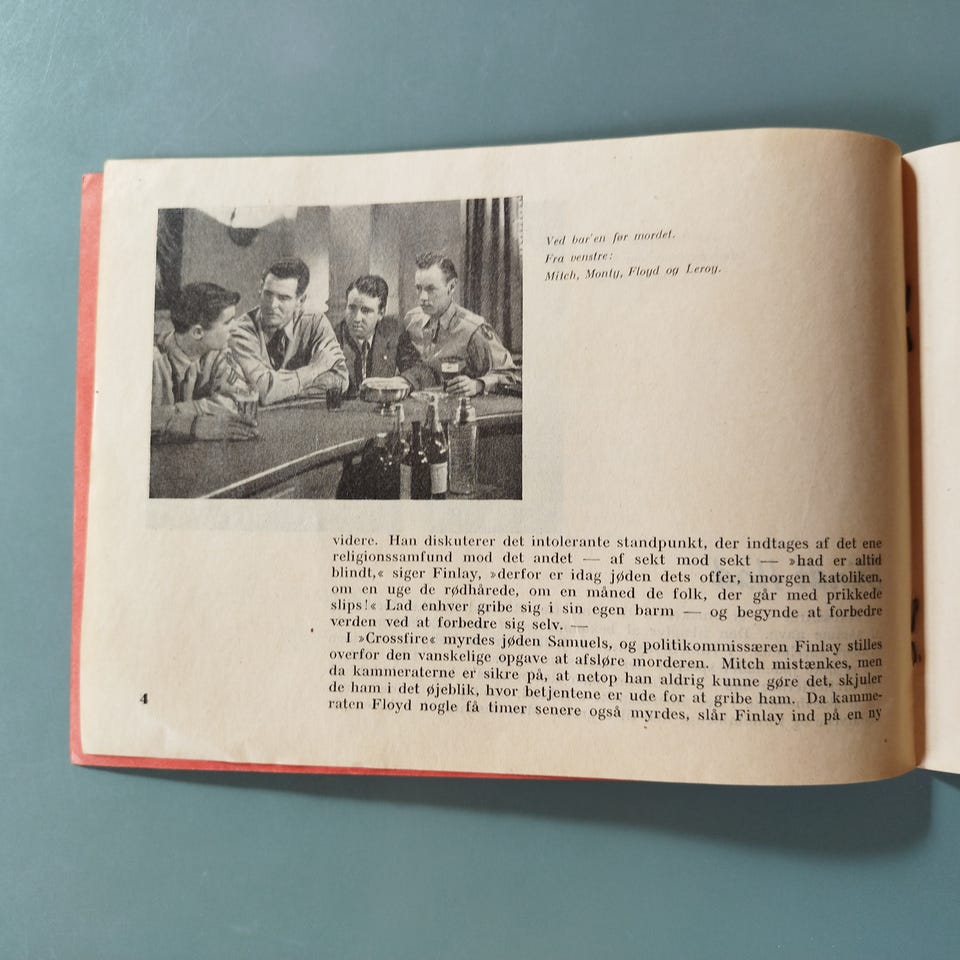 Ved bar'en før mordet.
Fra venstre:
Mitch, Monty, Floyd og Leroy.
videre. Han diskuterer det intolerante standpunkt, der indtages af det ene
religionssamfund mod det andet — af sekt mod sekt — »had er altid
blindt,« siger Finlay, »derfor er idag jøden dets offer, imorgen katoliken,
om en uge de rødhårede, om en måned de folk, der går med prikkede
slips!« Lad enhver gribe sig i sin egen barm — og begynde at forbedre
verden ved at forbedre sig selv. —
I »Crossfire« myrdes jøden Samuels, og politikommissæren Finlay stilles
overfor den vanskelige opgave at afsløre morderen. Mitch mistænkes, men
da kammeraterne er sikre på, at netop han aldrig kunne gøre det, skjuler
de ham i det øjeblik, hvor betjentene er ude for at gribe ham. Da kamme-
raten Floyd nogle få timer senere også myrdes, slår Finlay ind på en ny
4